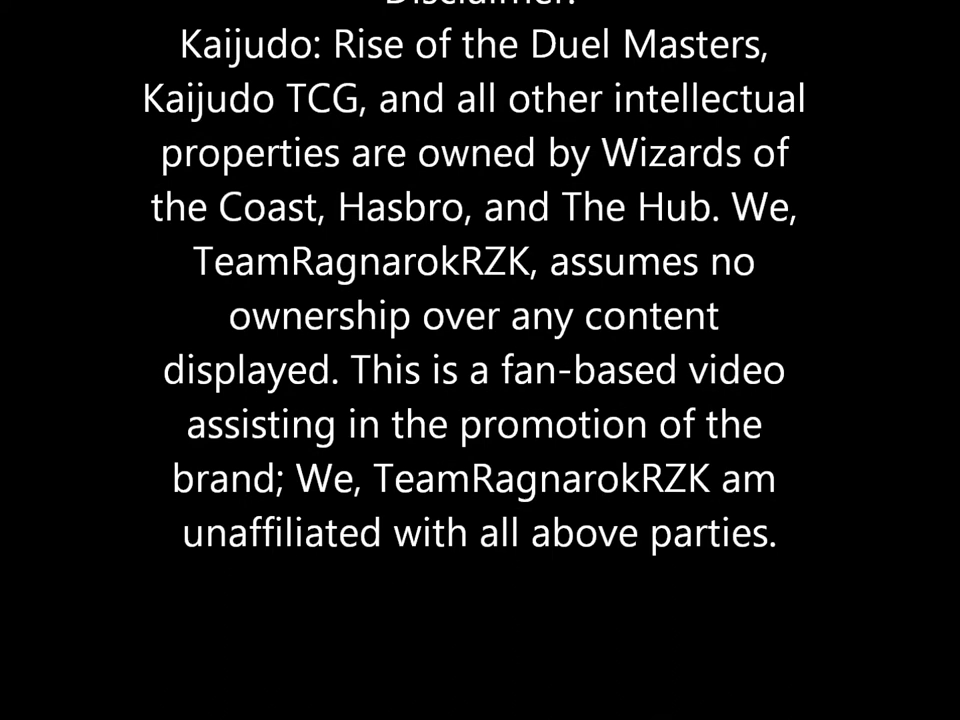 Disclaimer:
Kaijudo: Rise of the Duel Masters,
Kaijudo TCG, and all other intellectual
properties are owned by Wizards of
the Coast, Hasbro, and The Hub. We,
TeamRagnarokRZK, assumes no
ownership over any content
displayed. This is a fan-based video
assisting in the promotion of the
brand; We, TeamRagnarokRZK am
unaffiliated with all above parties.